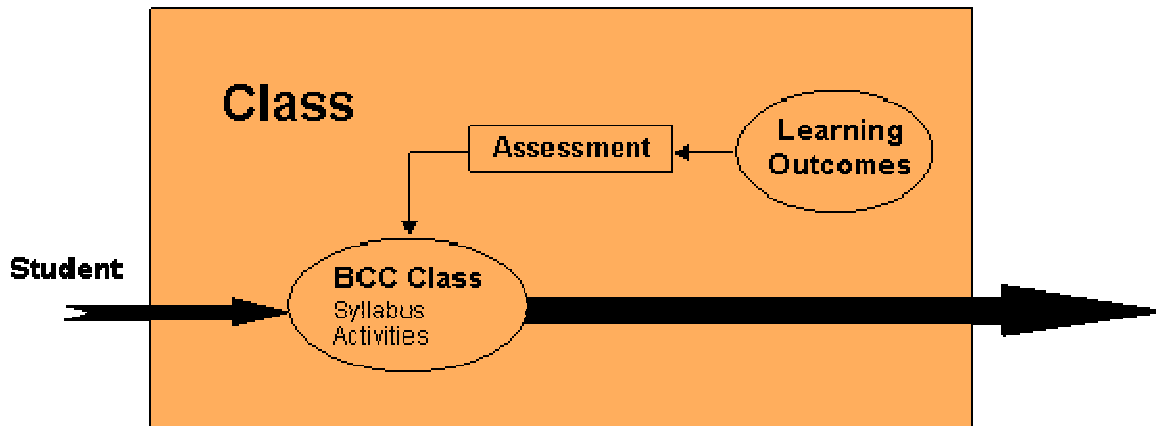 Class
Learning
Outcomes
Assessment
Student
BCC Class
Syllabus
Activities